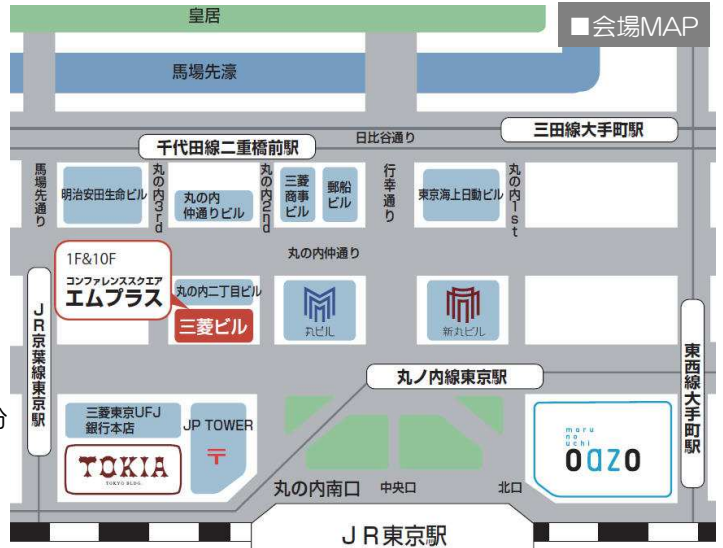 皇居
■会場MAP
馬場先濠
日比谷通り
三田線大手町駅
千代田線二重橋前駅
馬場先通り
明治安田生命ビル
丸の内3rd
丸の内
仲通りビル
丸の内2nd
三菱
商事
ビル
郵船
ビル
行幸通り
東京海上日動ビル
丸の内1st
丸の内仲通り
1F&10F
コンファレンススクエア
エムプラス
丸の内二丁目ビル
三菱ビル
丸ビル
新丸ビル
JR京葉線東京駅
丸ノ内線東京駅
東西線大手町駅
分
三菱東京UFJ
銀行本店
JP TOWER
〒
TOKIA
TOKYO BLDG.
maru
no
uchi
oazo
丸の内南口
中央口
北口
JR東京駅